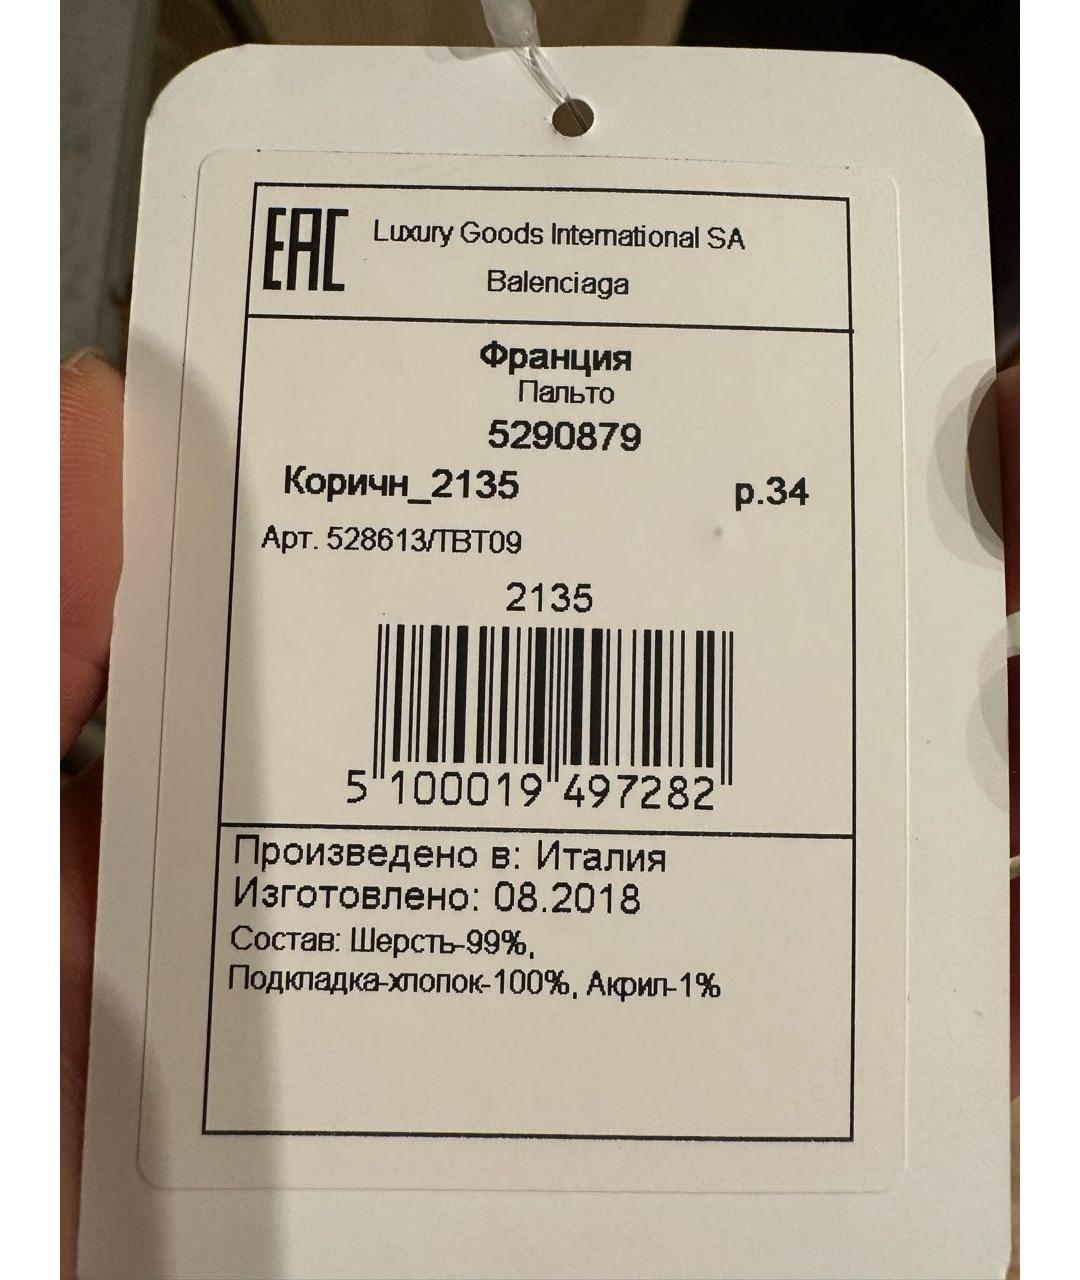 EAC
Luxury Goods International SA
Balenciaga
Франция
Пальто
5290879
Коричн_2135 р.34
Арт. 528613/TBT09
2135
5 100019 497282
Произведено в: Италия
Изготовлено: 08.2018
Состав: Шерсть-99%,
Подкладка-хлопок-100%, Акрил-1%